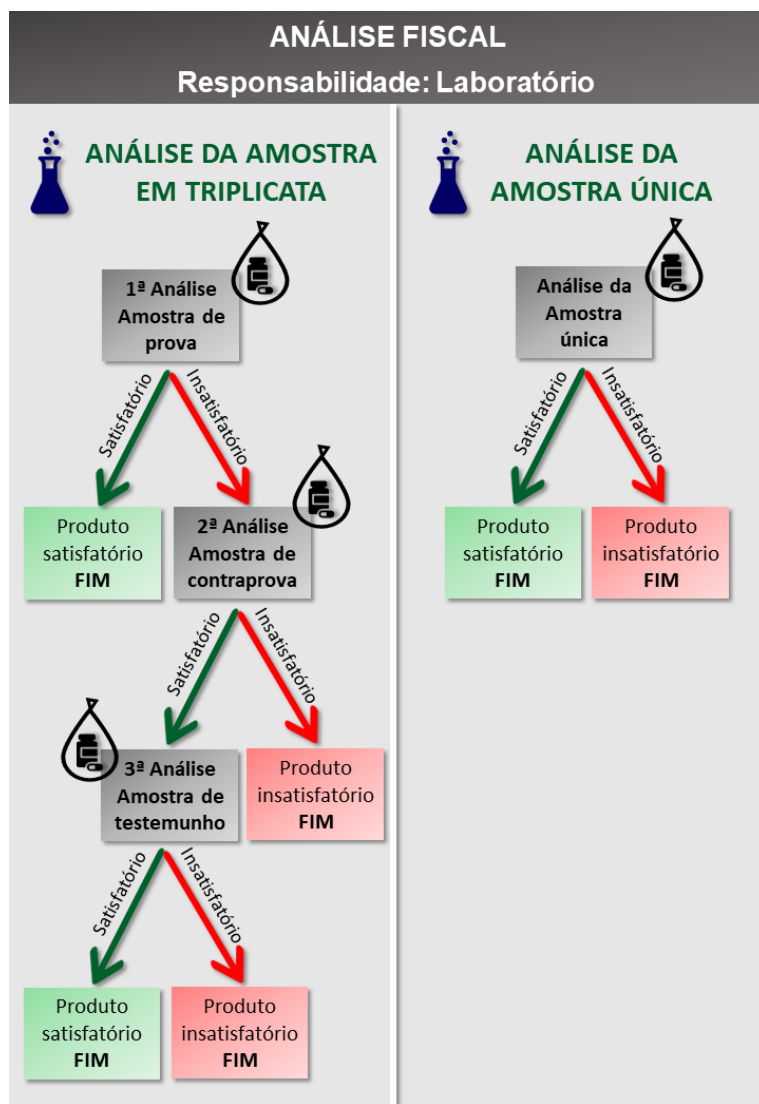 ANÁLISE FISCAL
Responsabilidade: Laboratório
ANÁLISE DA AMOSTRA
EM TRIPLICATA
1ª Análise
Amostra de
prova
Satisfatório
Insatisfatório
Produto
satisfatório
FIM
2ª Análise
Amostra de
contraprova
Satisfatório
Insatisfatório
3ª Análise
Amostra de
testemunho
Produto
insatisfatório
FIM
Satisfatório
Insatisfatório
Produto
satisfatório
FIM
Produto
insatisfatório
FIM
ANÁLISE DA
AMOSTRA ÚNICA
Análise da
Amostra
única
Satisfatório
Insatisfatório
Produto
satisfatório
FIM
Produto
insatisfatório
FIM